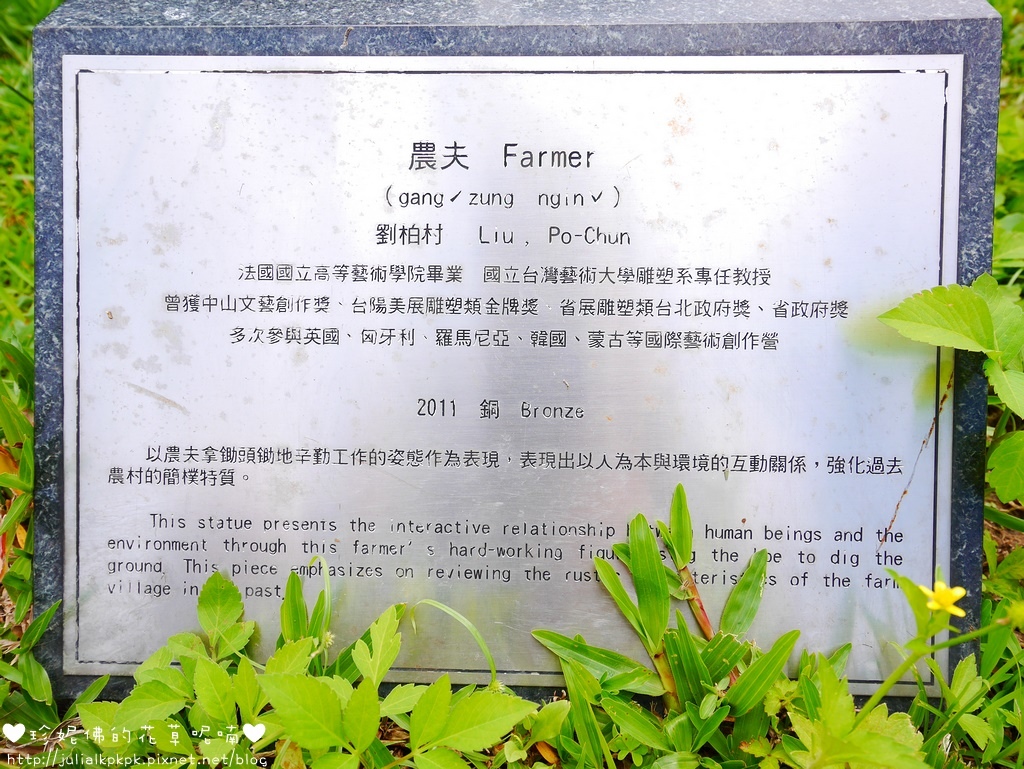 農夫 Farmer
(gang✓zung ngin✓)
劉柏村 Liu, Po-Chun
法國國立高等藝術學院畢業 國立台灣藝術大學雕塑系專任教授
曾獲中山文藝創作獎、台陽美展雕塑類金牌獎、省展雕塑類台北政府獎、省政府獎
多次參與英國、匈牙利、羅馬尼亞、韓國、蒙古等國際藝術創作營
2011 銅 Bronze
以農夫拿鋤頭鋤地辛勤工作的姿態作為表現，表現出以人為本與環境的互動關係，強化過去
農村的簡樸特質。
This statue presents the interactive relationship human beings and the
environment through this farmer's hard-working the to dig the
ground. This piece emphasizes on reviewing the of the farm
village in past
♥珍妮佛的花草呢喃♥
http://julialkpkpk.pixnet.net/blog